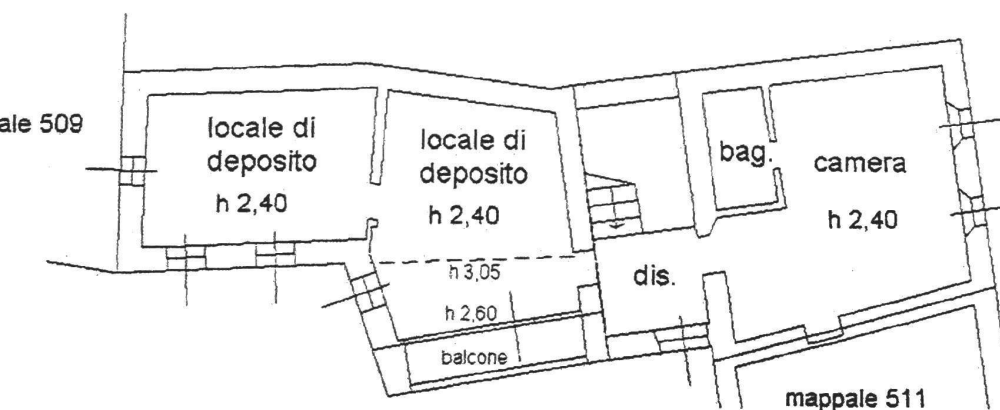 ale 509
locale di
deposito
h 2,40
locale di
deposito
h 2,40
h 3,05
h 2,60
balcone
dis.
bag.
camera
h 2,40
mappale 511